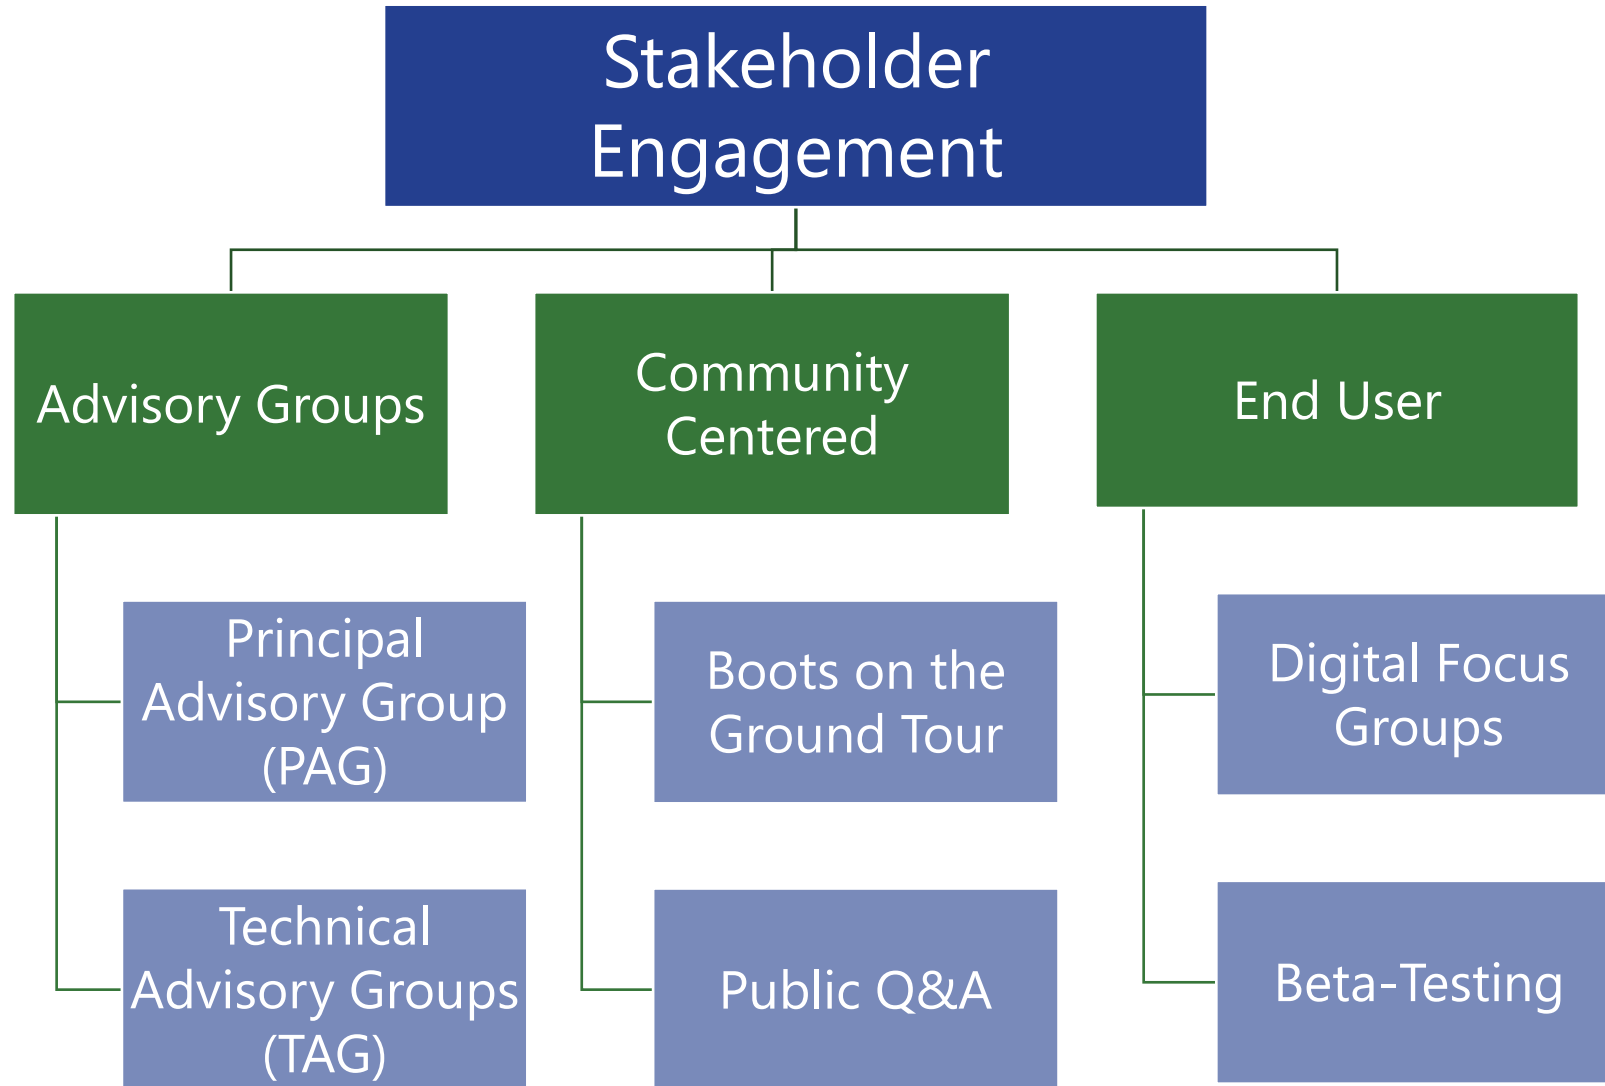 Stakeholder
Engagement
Advisory Groups
Community
Centered
End User
Principal
Advisory Group
(PAG)
Boots on the
Ground Tour
Digital Focus
Groups
Technical
Advisory Groups
(TAG)
Public Q&A
Beta-Testing